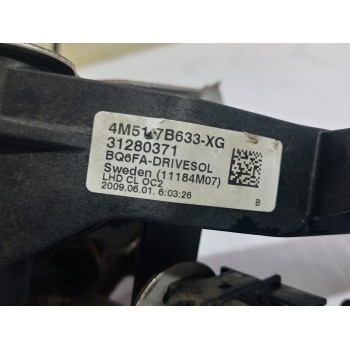 4M51-7B633-XG
31280371
BQ6FA-DRIVESOL
Sweden (11184M07)
LHD CL OC2
2009.06.01. 6:03:26
B